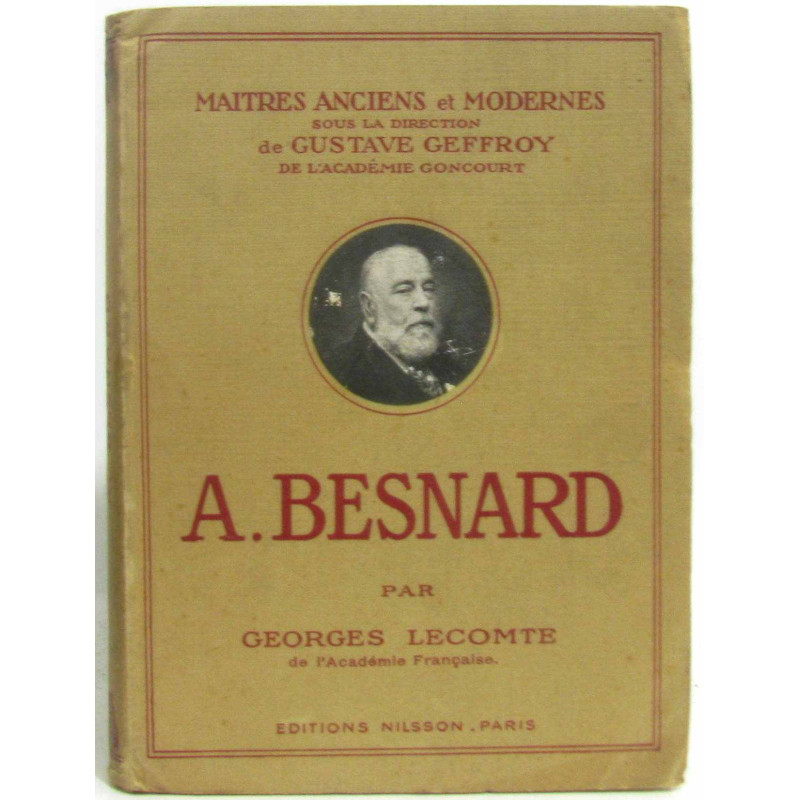 MAITRES ANCIENS et MODERNES
SOUS LA DIRECTION
de GUSTAVE GEFFROY
DE L'ACADÉMIE GONCOURT
A. BESNARD
PAR
GEORGES LECOMTE
de l'Académie Française.
EDITIONS NILSSON. PARIS